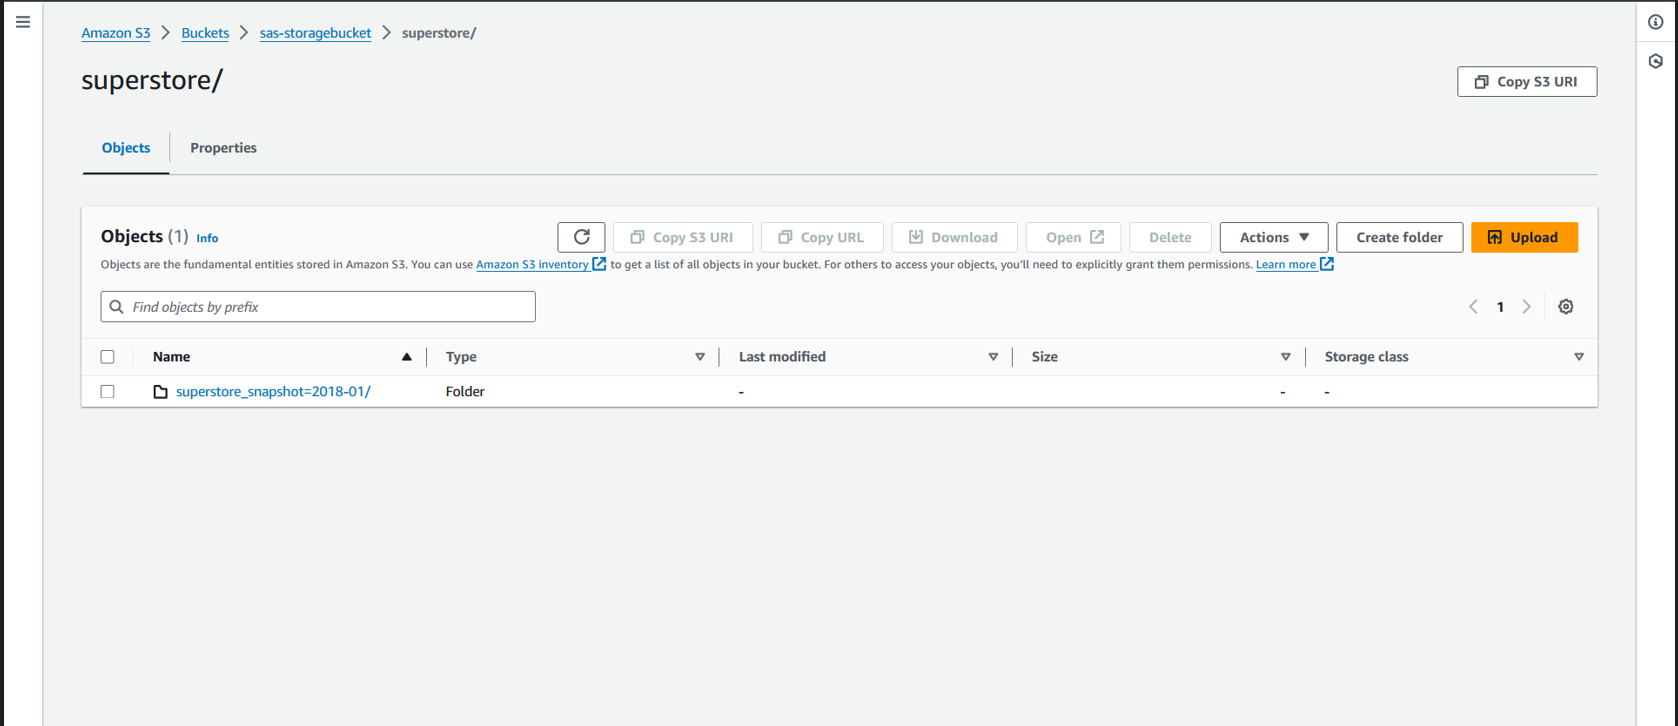 Amazon S3 > Buckets > sas-storagebucket > superstore/
superstore/
Copy S3 URI
Objects Properties
Objects (1) Info
Copy S3 URI Copy URL Download Open Delete Actions Create folder Upload
Objects are the fundamental entities stored in Amazon S3. You can use Amazon S3 inventory to get a list of all objects in your bucket. For others to access your objects, you'll need to explicitly grant them permissions. Learn more
Find objects by prefix
1
Name Type Last modified Size Storage class
superstore_snapshot=2018-01/ Folder - - -